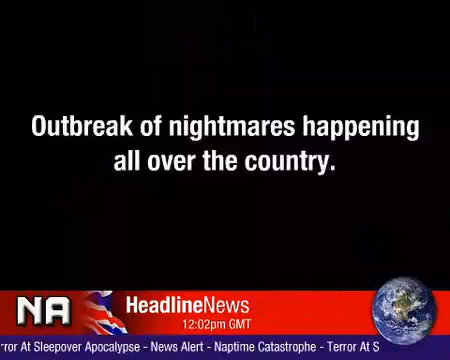 Outbreak of nightmares happening
all over the country.
NA HeadlineNews
12:02pm GMT
rror At Sleepover Apocalypse - News Alert - Naptime Catastrophe - Terror At S